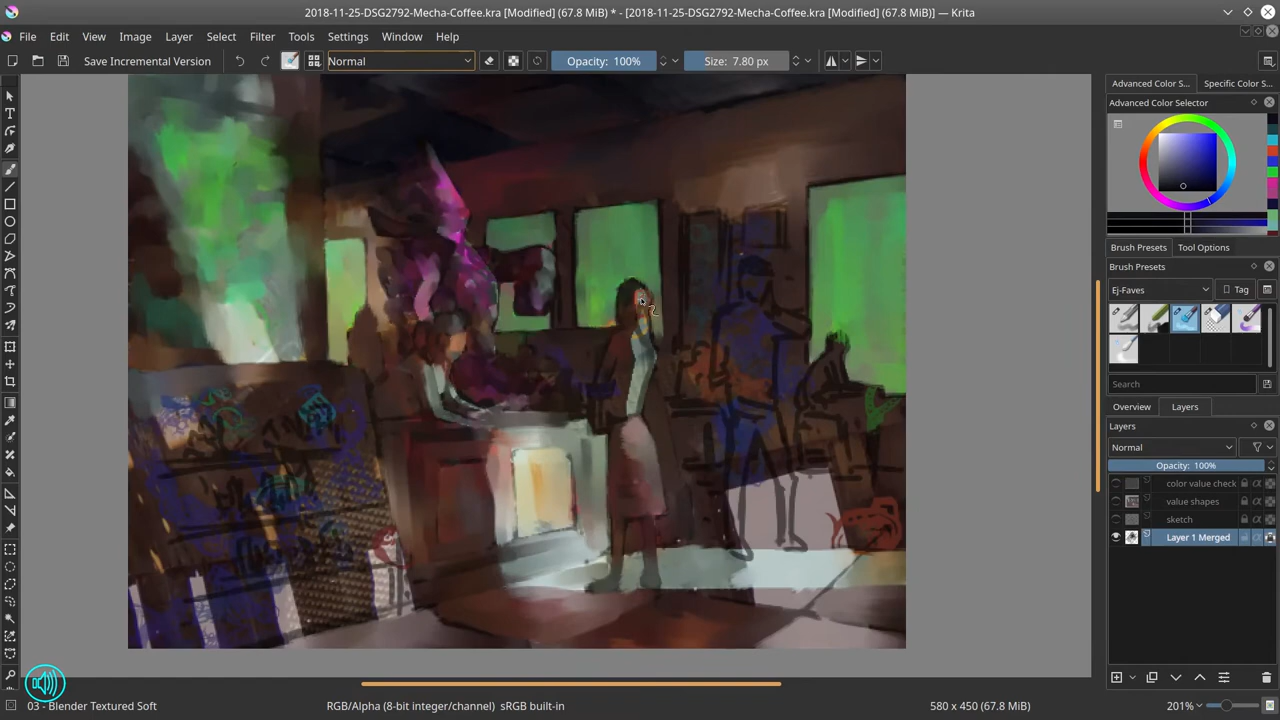 2018-11-25-DSG2792-Mecha-Coffee.kra [Modified] (67.8 MiB) * - [2018-11-25-DSG2792-Mecha-Coffee.kra [Modified] (67.8 MiB)] — Krita
File Edit View Image Layer Select Filter Tools Settings Window Help
Save Incremental Version Normal Opacity: 100% Size: 7.80 px
Advanced Color S... Specific Color S...
Advanced Color Selector
Brush Presets Tool Options
Brush Presets
Ej-Faves Tag
Search
Overview Layers
Layers
Normal
Opacity: 100%
color value check
value shapes
sketch
Layer 1 Merged
03 - Blender Textured Soft RGB/Alpha (8-bit integer/channel) sRGB built-in 580 x 450 (67.8 MiB) 201%